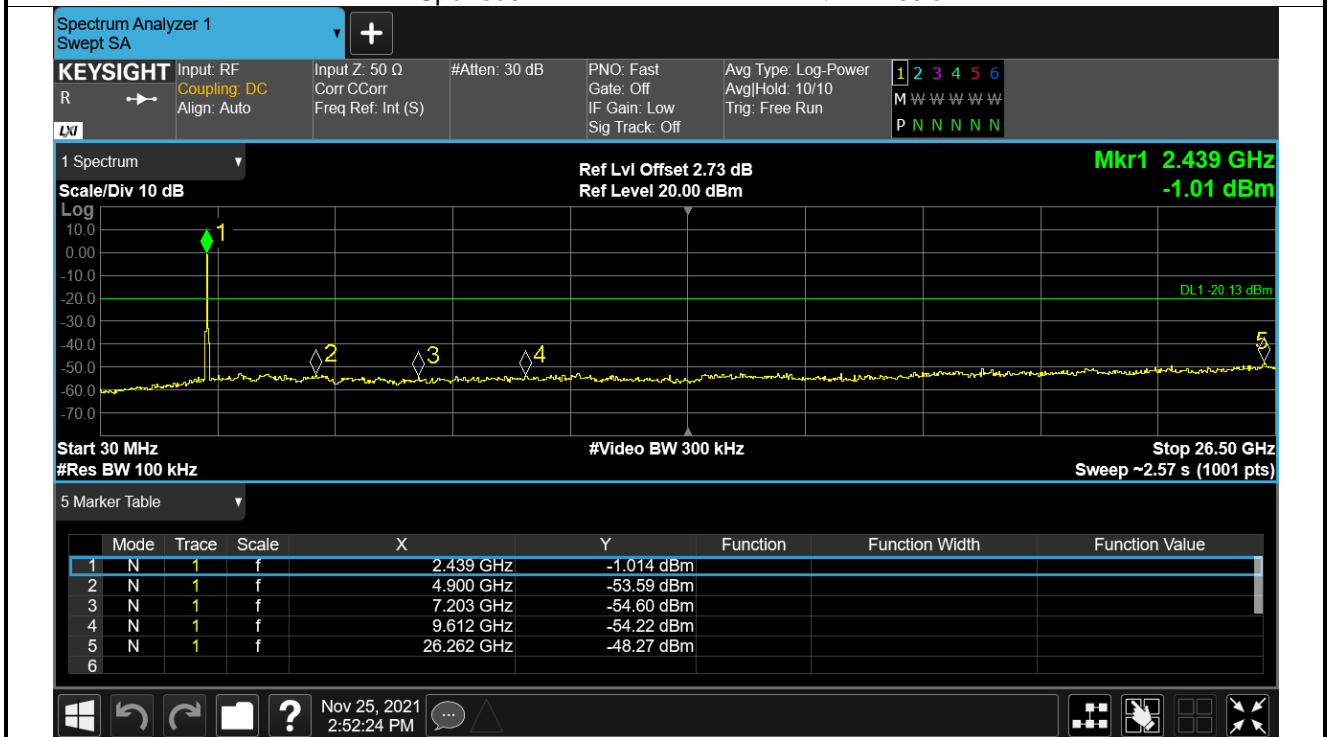 Spectrum Analyzer 1
Swept SA
KEYSIGHT Input: RF Input Z: 50 Ω #Atten: 30 dB PNO: Fast Avg Type: Log-Power 1 2 3 4 5 6
R Coupling: DC Corr CCorr Gate: Off Avg|Hold: 10/10 M W W W W W
Align: Auto Freq Ref: Int (S) IF Gain: Low Trig: Free Run
LXI Sig Track: Off P N N N N N
1 Spectrum Ref Lvl Offset 2.73 dB Mkr1 2.439 GHz
Scale/Div 10 dB Ref Level 20.00 dBm -1.01 dBm
Log
10.0 1
0.00
-10.0
-20.0 DL1 -20.13 dBm
-30.0
-40.0 2 3 4 5
-50.0
-60.0
-70.0
Start 30 MHz #Video BW 300 kHz Stop 26.50 GHz
#Res BW 100 kHz Sweep ~2.57 s (1001 pts)
5 Marker Table
Mode Trace Scale X Y Function Function Width Function Value
1 N 1 f 2.439 GHz -1.014 dBm
2 N 1 f 4.900 GHz -53.59 dBm
3 N 1 f 7.203 GHz -54.60 dBm
4 N 1 f 9.612 GHz -54.22 dBm
5 N 1 f 26.262 GHz -48.27 dBm
6
? Nov 25, 2021
2:52:24 PM